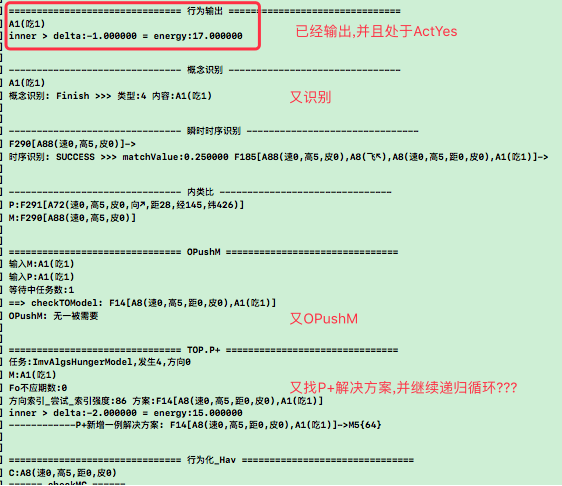 ] ============================== 行为输出 ==============================
] A1(吃1)
] inner > delta:-1.000000 = energy:17.000000
已经输出,并且处于ActYes
]
] ------------------------------ 概念识别 ------------------------------
] A1(吃1)
] 概念识别: Finish >>> 类型:4 内容:A1(吃1)
又识别
]
]
] ------------------------------ 瞬时时序识别 ------------------------------
] F290[A88(速0,高5,皮0)]->
] 时序识别: SUCCESS >>> matchValue:0.250000 F185[A88(速0,高5,皮0),A8(飞↖),A8(速0,高5,距0,皮0),A1(吃1)]->
]
]
] ------------------------------ 内类比 ------------------------------
] P:F291[A72(速0,高5,皮0,向↗,距28,经145,纬426)]
] M:F290[A88(速0,高5,皮0)]
]
]
] ============================== OPushM ==============================
] 输入M:A1(吃1)
] 输入P:A1(吃1)
] 等待中任务数:1
] ==> checkTOModel: F14[A8(速0,高5,距0,皮0),A1(吃1)]
] OPushM: 无一被需要
又OPushM
]
]
] ============================== TOP.P+ ==============================
] 任务:ImvAlgsHungerModel,发生4,方向0
] M:A1(吃1)
] Fo不应期数:0
又找P+解决方案,并继续递归循环???
] 方向索引_尝试_索引强度:86 方案:F14[A8(速0,高5,距0,皮0),A1(吃1)]
] inner > delta:-2.000000 = energy:15.000000
] ------------P+新增一例解决方案: F14[A8(速0,高5,距0,皮0),A1(吃1)]->M5{64}
]
]
] ============================== 行为化_Hav ==============================
] C:A8(速0,高5,距0,皮0)
] ====== checkMC ======